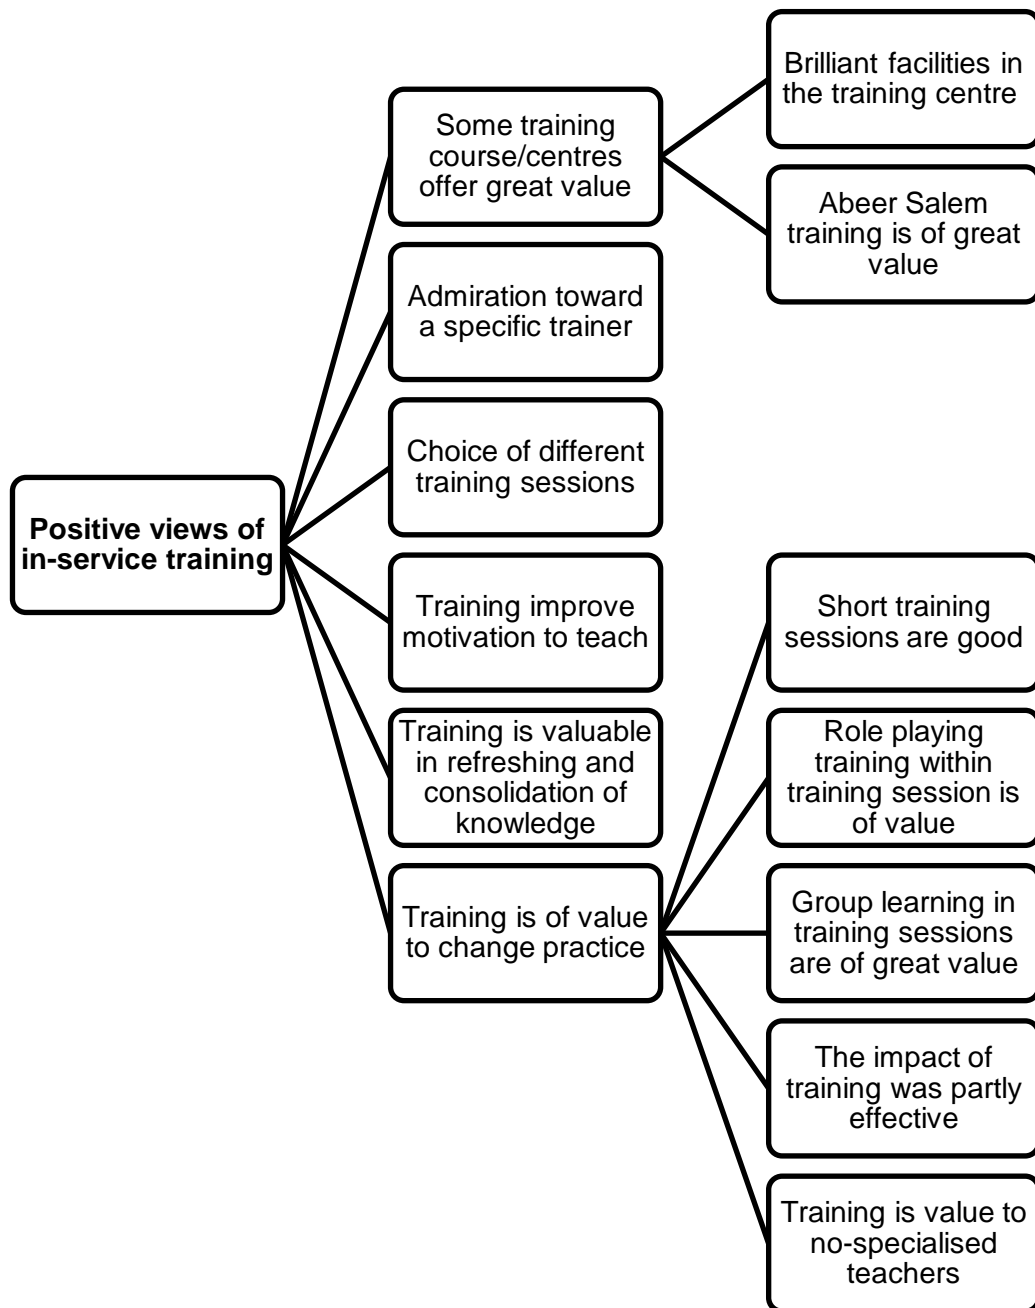 Positive views of
in-service training
Some training
course/centres
offer great value
Brilliant facilities in
the training centre
Abeer Salem
training is of great
value
Admiration toward
a specific trainer
Choice of different
training sessions
Training improve
motivation to teach
Training is valuable
in refreshing and
consolidation of
knowledge
Training is of value
to change practice
Short training
sessions are good
Role playing
training within
training session is
of value
Group learning in
training sessions
are of great value
The impact of
training was partly
effective
Training is value to
no-specialised
teachers